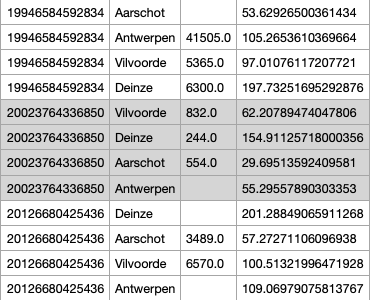 19946584592834 Aarschot 53.62926500361434
19946584592834 Antwerpen 41505.0 105.2653610369664
19946584592834 Vilvoorde 5365.0 97.01076117207721
19946584592834 Deinze 6300.0 197.73251695292876
20023764336850 Vilvoorde 832.0 62.20789474047806
20023764336850 Deinze 244.0 154.91125718000356
20023764336850 Aarschot 554.0 29.69513592409581
20023764336850 Antwerpen 55.29557890303353
20126680425436 Deinze 201.28849065911268
20126680425436 Aarschot 3489.0 57.27271106096938
20126680425436 Vilvoorde 6570.0 100.51321996471928
20126680425436 Antwerpen 109.06979075813767